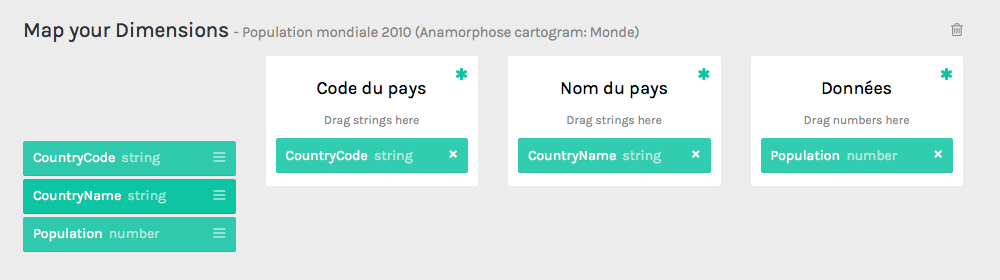 Map your Dimensions - Population mondiale 2010 (Anamorphose cartogram: Monde)
Code du pays
Drag strings here
CountryCode string
Nom du pays
Drag strings here
CountryName string
Données
Drag numbers here
Population number
CountryCode string
CountryName string
Population number